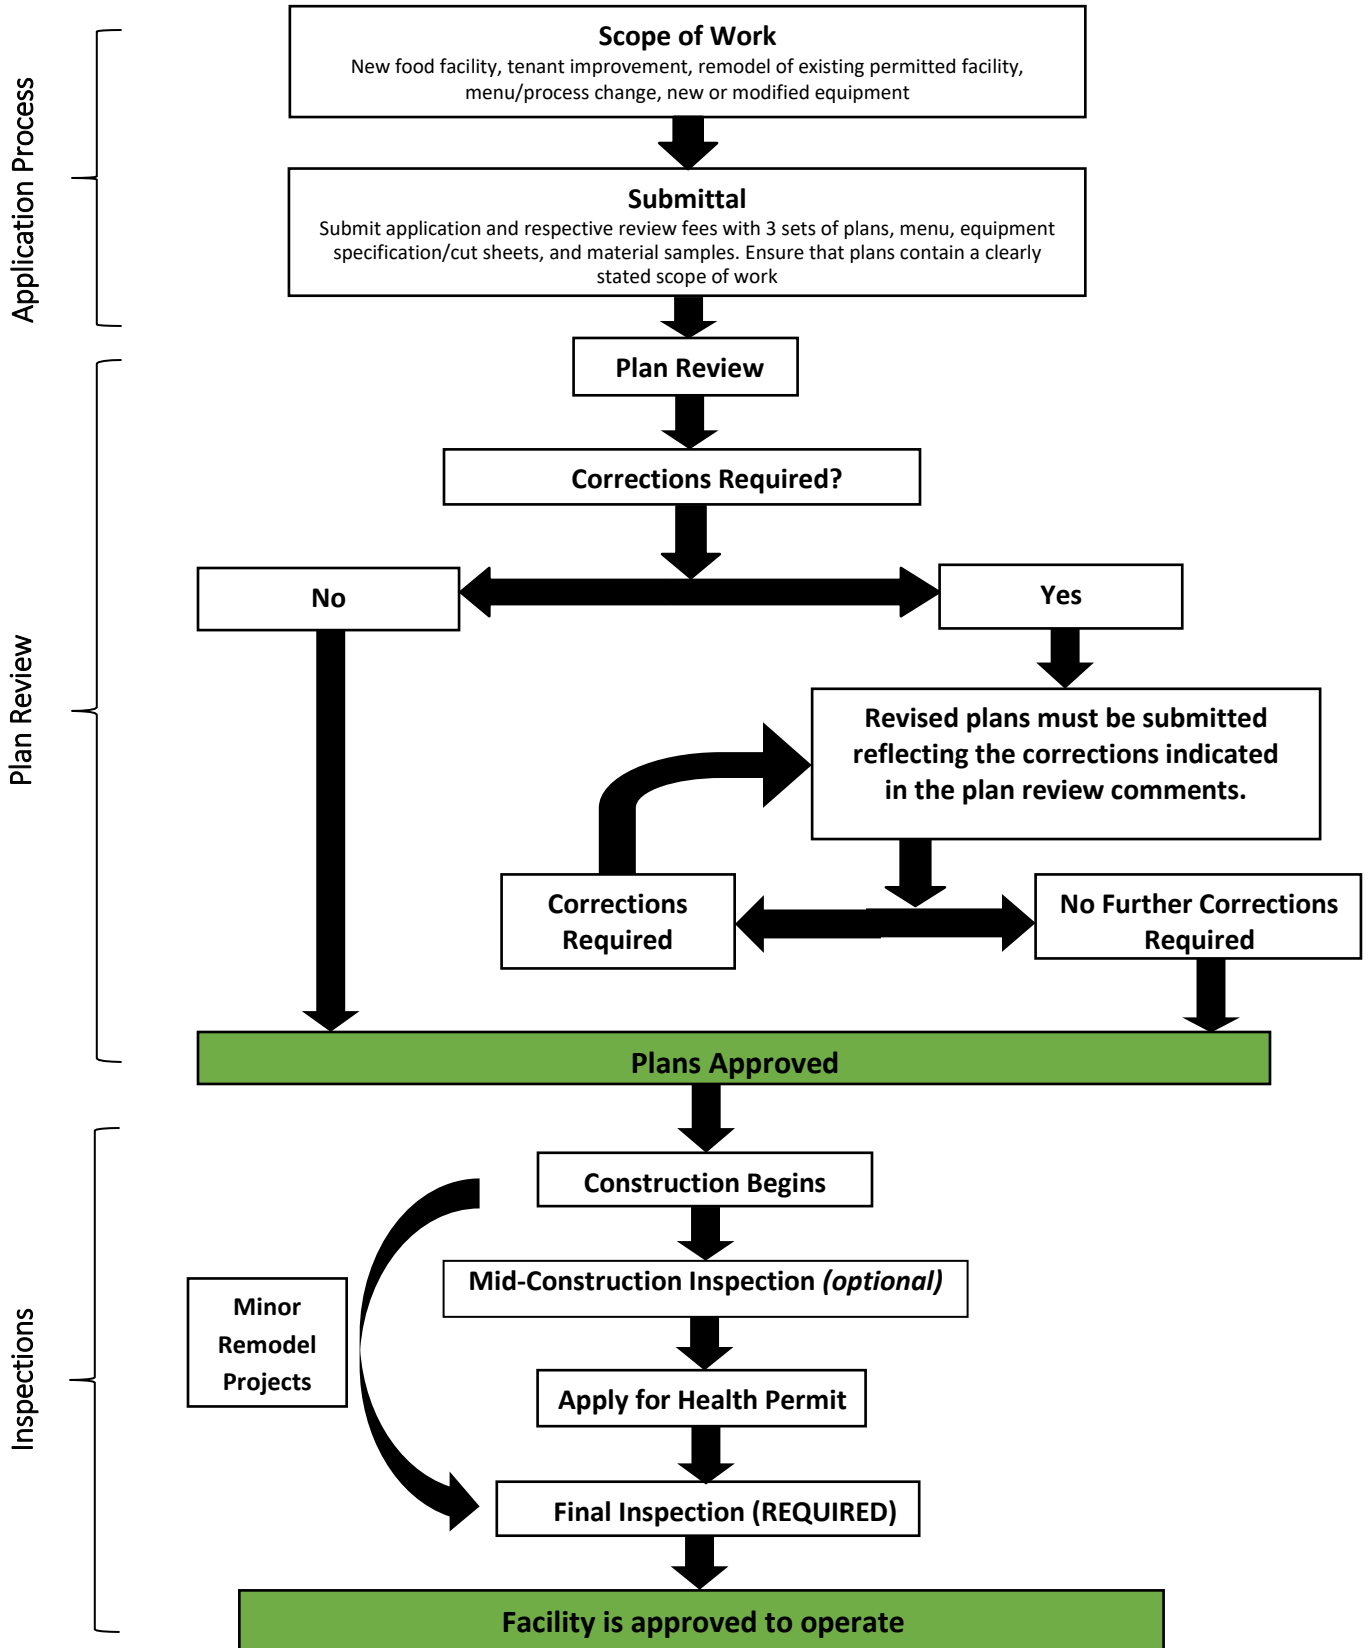 Application Process
Scope of Work
New food facility, tenant improvement, remodel of existing permitted facility,
menu/process change, new or modified equipment
Submittal
Submit application and respective review fees with 3 sets of plans, menu, equipment
specification/cut sheets, and material samples. Ensure that plans contain a clearly
stated scope of work
Plan Review
Plan Review
Corrections Required?
No
Yes
Revised plans must be submitted
reflecting the corrections indicated
in the plan review comments.
Corrections
Required
No Further Corrections
Required
Plans Approved
Inspections
Construction Begins
Mid-Construction Inspection (optional)
Minor
Remodel
Projects
Apply for Health Permit
Final Inspection (REQUIRED)
Facility is approved to operate